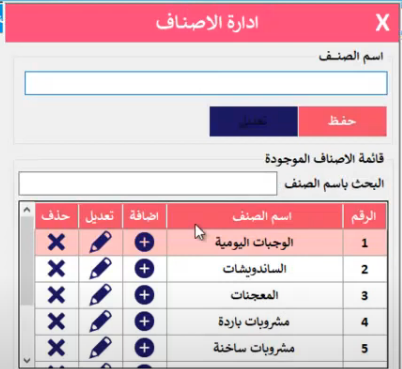 ادارة الاصناف X
اسم الصنـف
حفظ تعديل
قائمة الاصناف الموجودة
البحث باسم الصنف
الرقم اسم الصنف اضافة تعديل حذف
1 الوجبات اليومية
2 الساندويشات
3 المعجنات
4 مشروبات باردة
5 مشروبات ساخنة